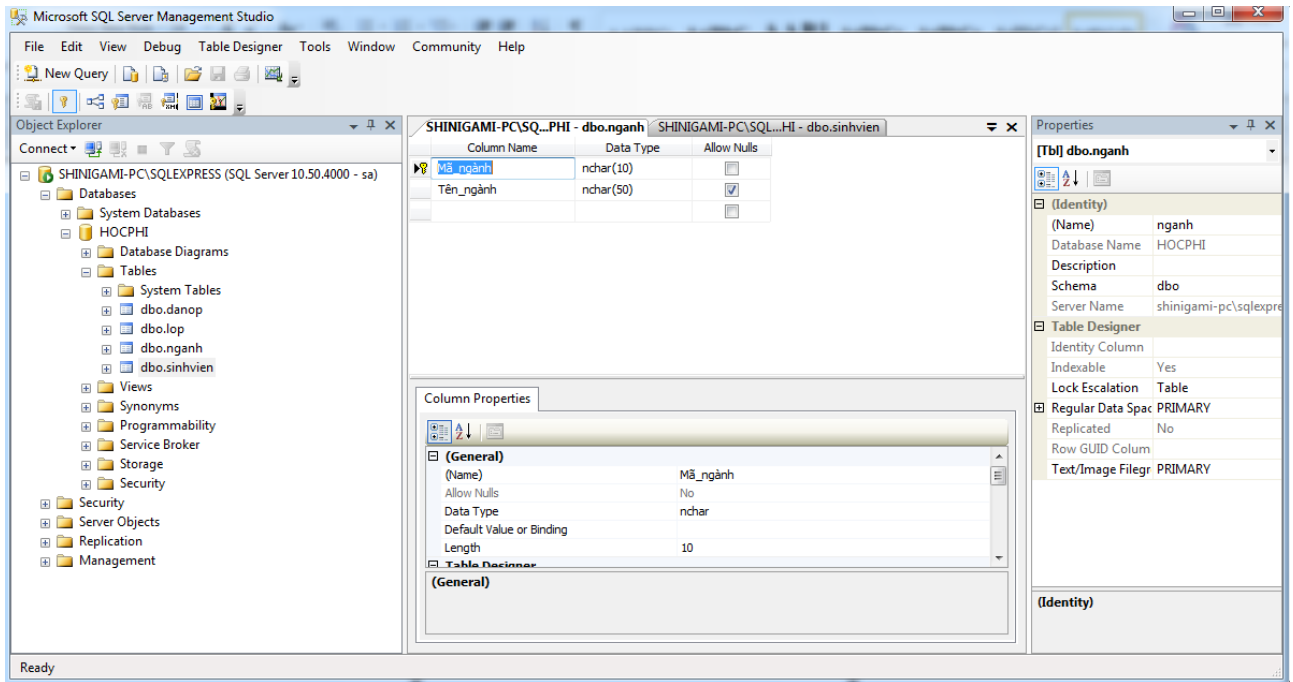 Microsoft SQL Server Management Studio
File Edit View Debug Table Designer Tools Window Community Help
New Query
Object Explorer
Connect
SHINIGAMI-PC\SQLEXPRESS (SQL Server 10.50.4000 - sa)
Databases
System Databases
HOCPHI
Database Diagrams
Tables
System Tables
dbo.danop
dbo.lop
dbo.nganh
dbo.sinhvien
Views
Synonyms
Programmability
Service Broker
Storage
Security
Security
Server Objects
Replication
Management
SHINIGAMI-PC\SQ...PHI - dbo.nganh SHINIGAMI-PC\SQL...HI - dbo.sinhvien
Column Name Data Type Allow Nulls
Mã_ngành nchar(10)
Tên_ngành nchar(50)
Column Properties
(General)
(Name) Mã_ngành
Allow Nulls No
Data Type nchar
Default Value or Binding
Length 10
Table Designer
(General)
Properties
[Tbl] dbo.nganh
(Identity)
(Name) nganh
Database Name HOCPHI
Description
Schema dbo
Server Name shinigami-pc\sqlexpre
Table Designer
Identity Column
Indexable Yes
Lock Escalation Table
Regular Data Spac PRIMARY
Replicated No
Row GUID Colum
Text/Image Filegr PRIMARY
(Identity)
Ready